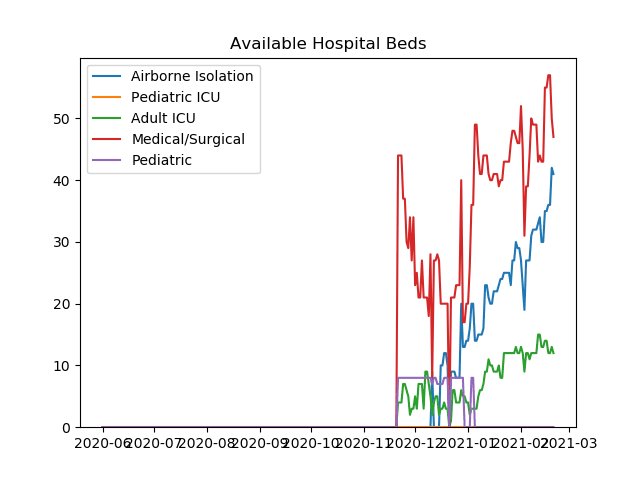 Available Hospital Beds
Airborne Isolation
Pediatric ICU
Adult ICU
Medical/Surgical
Pediatric
50
40
30
20
10
0
2020-06 2020-07 2020-08 2020-09 2020-10 2020-11 2020-12 2021-01 2021-02 2021-03